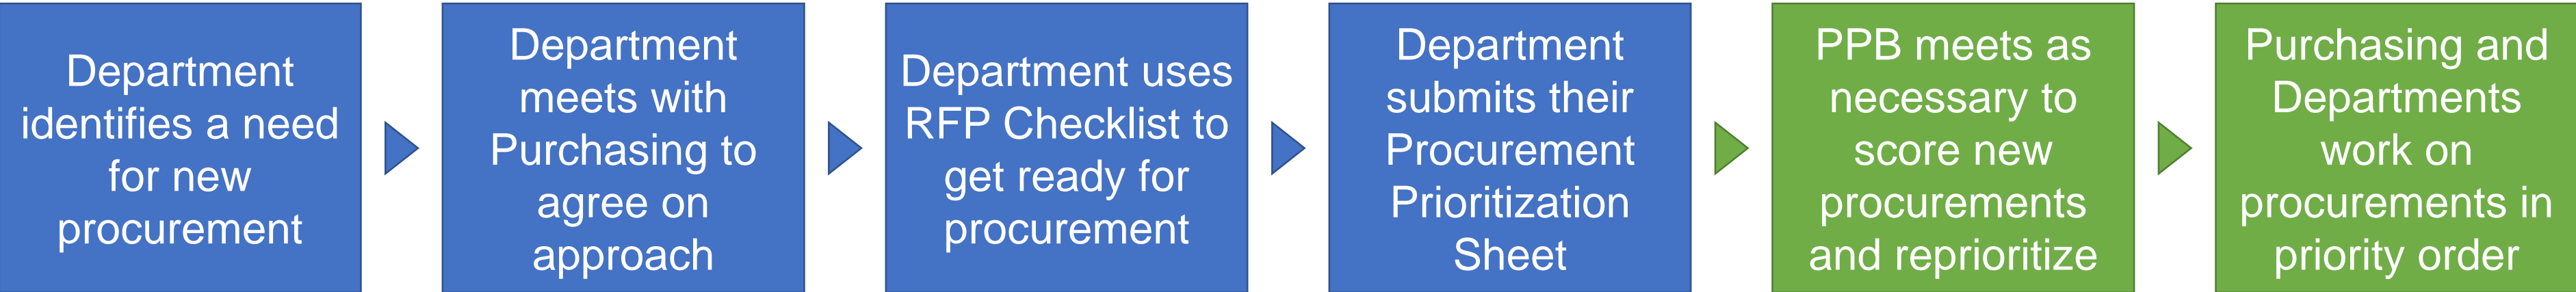 Department
identifies a need
for new
procurement
Department
meets with
Purchasing to
agree on
approach
Department uses
RFP Checklist to
get ready for
procurement
Department
submits their
Procurement
Prioritization
Sheet
PPB meets as
necessary to
score new
procurements
and reprioritize
Purchasing and
Departments
work on
procurements in
priority order